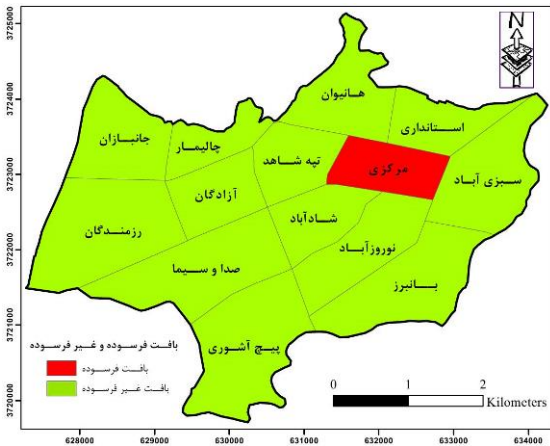 3725000
3724000
3723000
3722000
3721000
3720000
N
هانیوان
استانداری
جانبازان
چالیمار
تپه شاهد
مرکزی
سبزی آباد
آزادگان
شادآباد
رزمندگان
نوروزآباد
صدا و سیما
بانبرز
پیچ آشوری
بافت فرسوده و غیر فرسوده
بافت فرسوده
بافت غیر فرسوده
0 1 2
Kilometers
628000 629000 630000 631000 632000 633000 634000